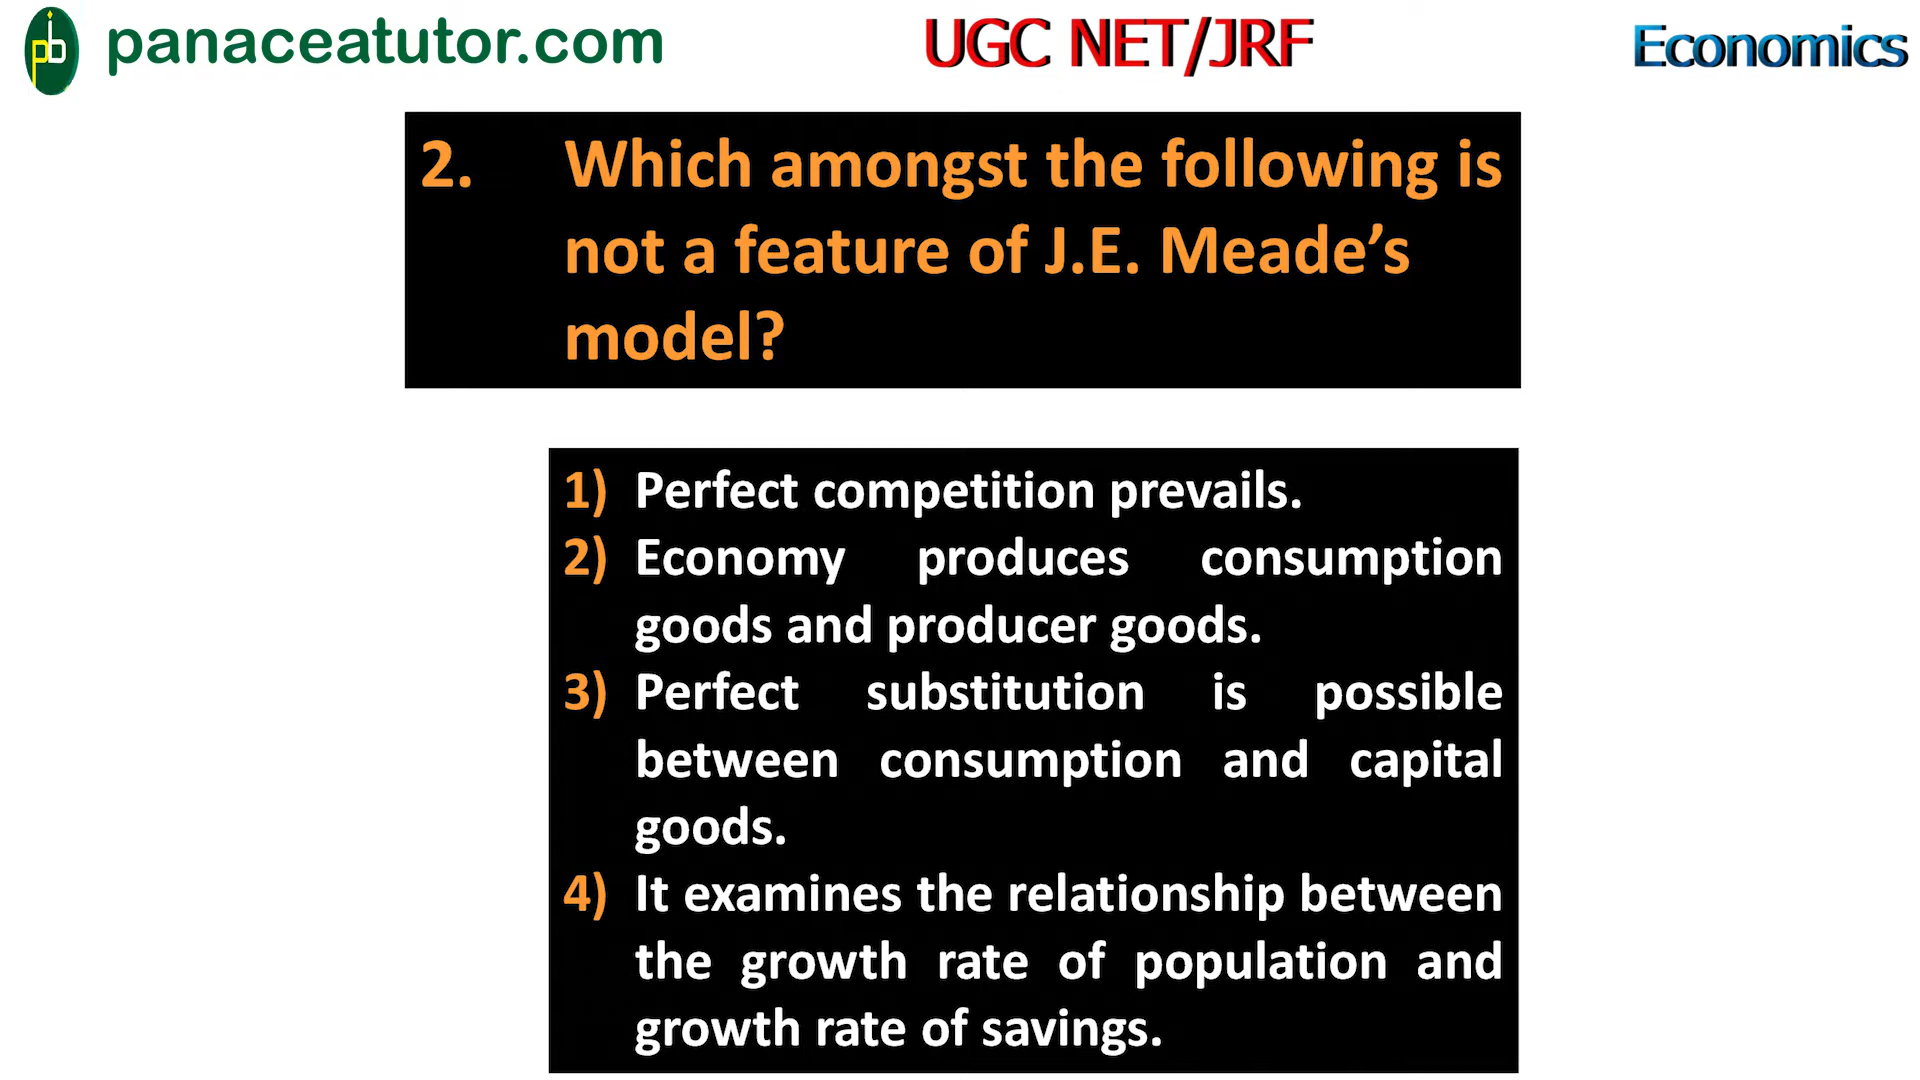 pb panaceatutor.com UGC NET/JRF Economics
2. Which amongst the following is
not a feature of J.E. Meade’s
model?
1) Perfect competition prevails.
2) Economy produces consumption
goods and producer goods.
3) Perfect substitution is possible
between consumption and capital
goods.
4) It examines the relationship between
the growth rate of population and
growth rate of savings.